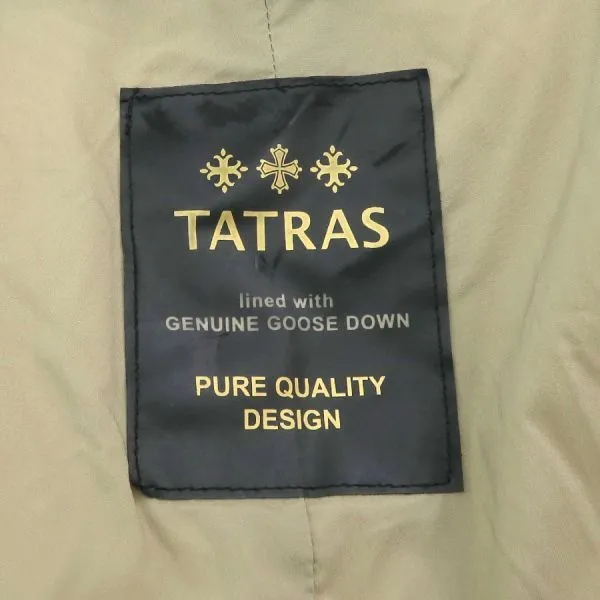 TATRAS
lined with
GENUINE GOOSE DOWN
PURE QUALITY
DESIGN